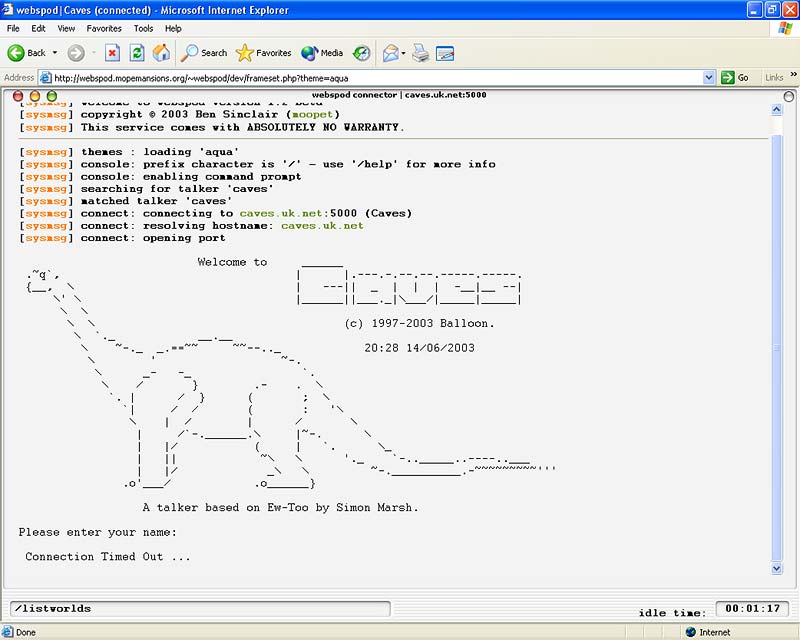 webspod|Caves (connected) - Microsoft Internet Explorer
File Edit View Favorites Tools Help
Back Search Favorites Media
Address http://webspod.mopemansions.org/~webspod/dev/frameset.php?theme=aqua Go Links »
webspod connector | caves.uk.net:5000
[sysmsg] welcome to webspod version 1.2 beta
[sysmsg] copyright © 2003 Ben Sinclair (moopet)
[sysmsg] This service comes with ABSOLUTELY NO WARRANTY.
[sysmsg] themes : loading 'aqua'
[sysmsg] console: prefix character is '/' - use '/help' for more info
[sysmsg] console: enabling command prompt
[sysmsg] searching for talker 'caves'
[sysmsg] matched talker 'caves'
[sysmsg] connect: connecting to caves.uk.net:5000 (Caves)
[sysmsg] connect: resolving hostname: caves.uk.net
[sysmsg] connect: opening port
Welcome to
Caves
(c) 1997-2003 Balloon.
20:28 14/06/2003
A talker based on Ew-Too by Simon Marsh.
Please enter your name:
Connection Timed Out ...
/listworlds
idle time: 00:01:17
Done Internet